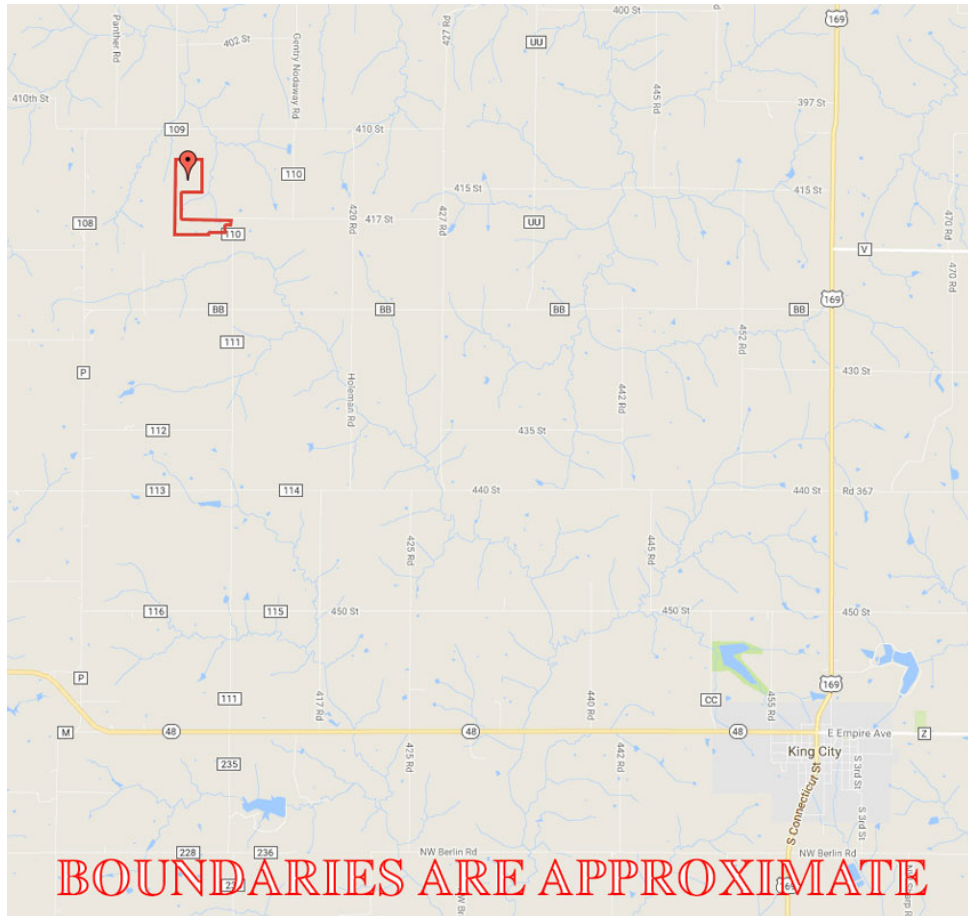 Panther Rd
402 St
Gentry Nodaway Rd
427 Rd
400 St
UU
169
410th St
109
410 St
445 Rd
397 St
110
415 St
415 St
108
110
420 Rd
417 St
427 Rd
UU
470 Rd
470 Rd
V
BB
BB
BB
BB
169
111
452 Rd
P
Holeman Rd
442 Rd
430 St
112
435 St
113
114
440 St
440 St
Rd 367
425 Rd
445 Rd
116
115
450 St
450 St
450 St
P
111
417 Rd
440 Rd
CC
455 Rd
169
M
48
48
48
E Empire Ave
Z
King City
425 Rd
442 Rd
235
S 3rd St
S Connecticut St
S 3rd St
228
236
NW Berlin Rd
NW Berlin Rd
BOUNDARIES ARE APPROXIMATE
169